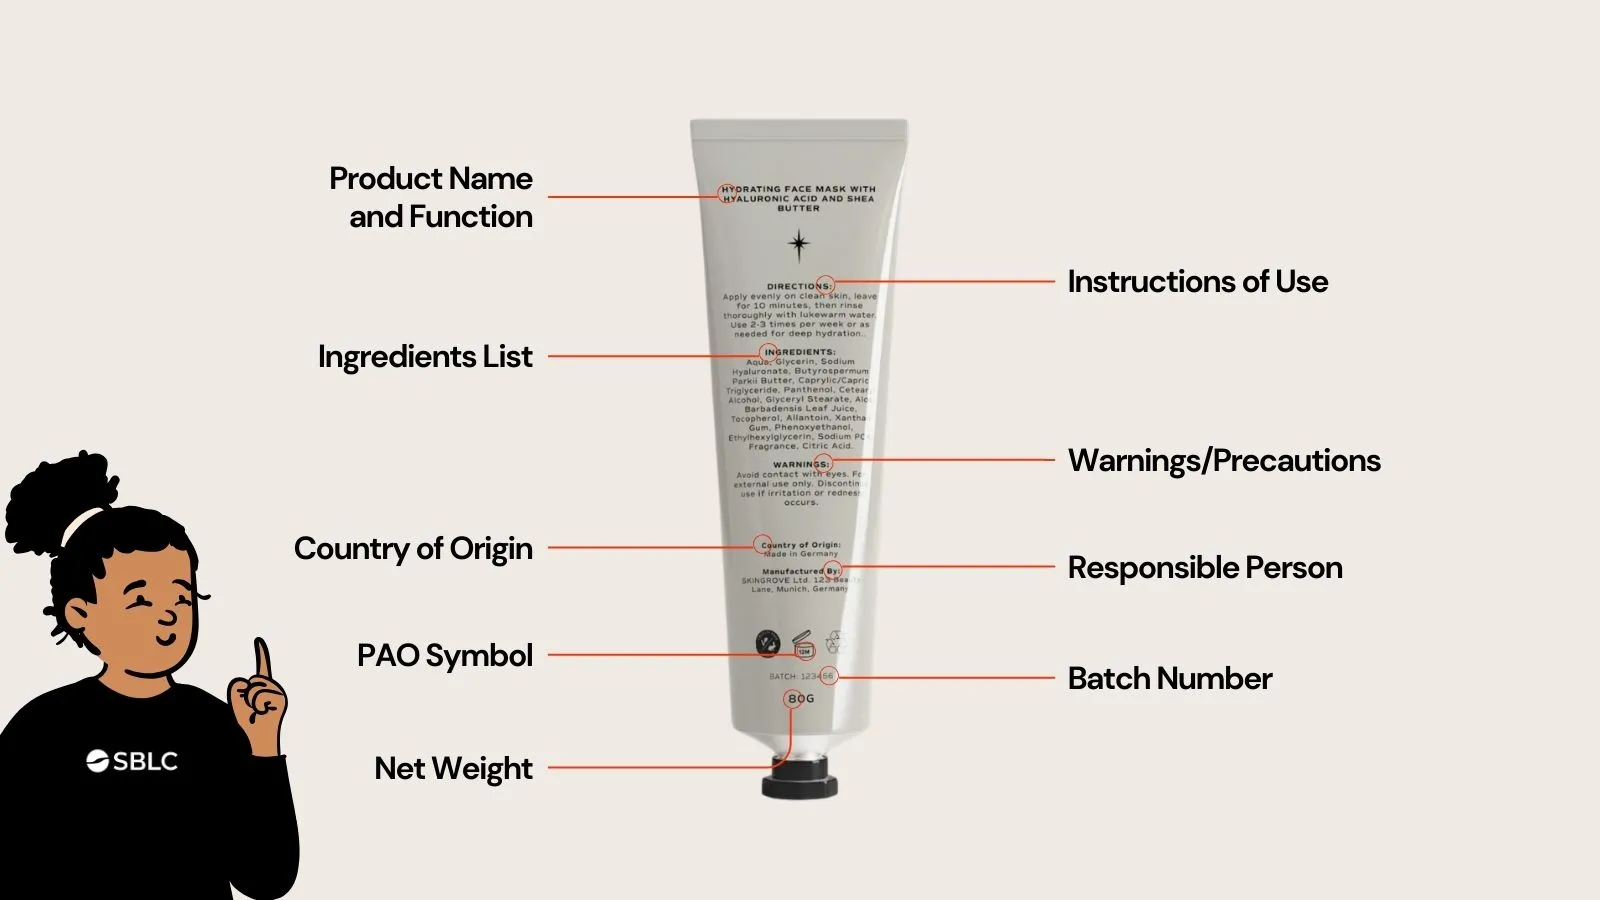 Product Name
and Function
Ingredients List
Country of Origin
PAO Symbol
Net Weight
HYDRATING FACE MASK WITH
HYALURONIC ACID AND SHEA
BUTTER
DIRECTIONS:
Apply evenly on clean skin, leave
for 10 minutes, then rinse
thoroughly with lukewarm water.
Use 2-3 times per week or as
needed for deep hydration..
INGREDIENTS:
Aqua, Glycerin, Sodium
Hyaluronate, Butyrospermum
Parkii Butter, Caprylic/Capric
Triglyceride, Panthenol,
Alcohol, Glyceryl Stearate,
Barbadensis Leaf Juice,
Tocopherol, Allantoin,
Gum, Phenoxyethanol,
Ethylhexylglycerin, Sodium
Fragrance, Citric Acid.
WARNINGS:
Avoid contact with eyes.
external use only.
use if irritation or redness
occurs.
Country of Origin:
Made in Germany
Manufactured By:
SKINGROVE Ltd. 123 Beauty
Lane, Munich, Germany
12M
BATCH: 123456
80G
Instructions of Use
Warnings/Precautions
Responsible Person
Batch Number
SBLC